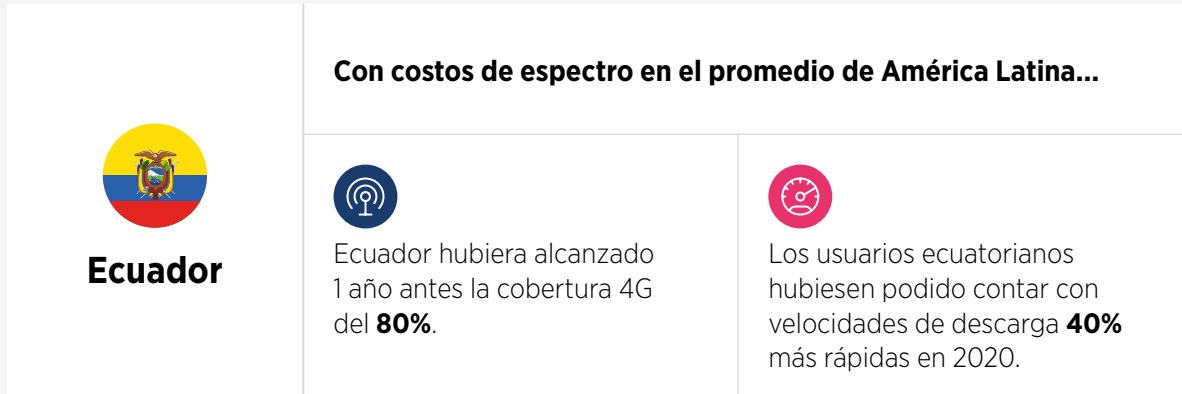 Con costos de espectro en el promedio de América Latina...
Ecuador
Ecuador hubiera alcanzado
1 año antes la cobertura 4G
del 80%.
Los usuarios ecuatorianos
hubiesen podido contar con
velocidades de descarga 40%
más rápidas en 2020.